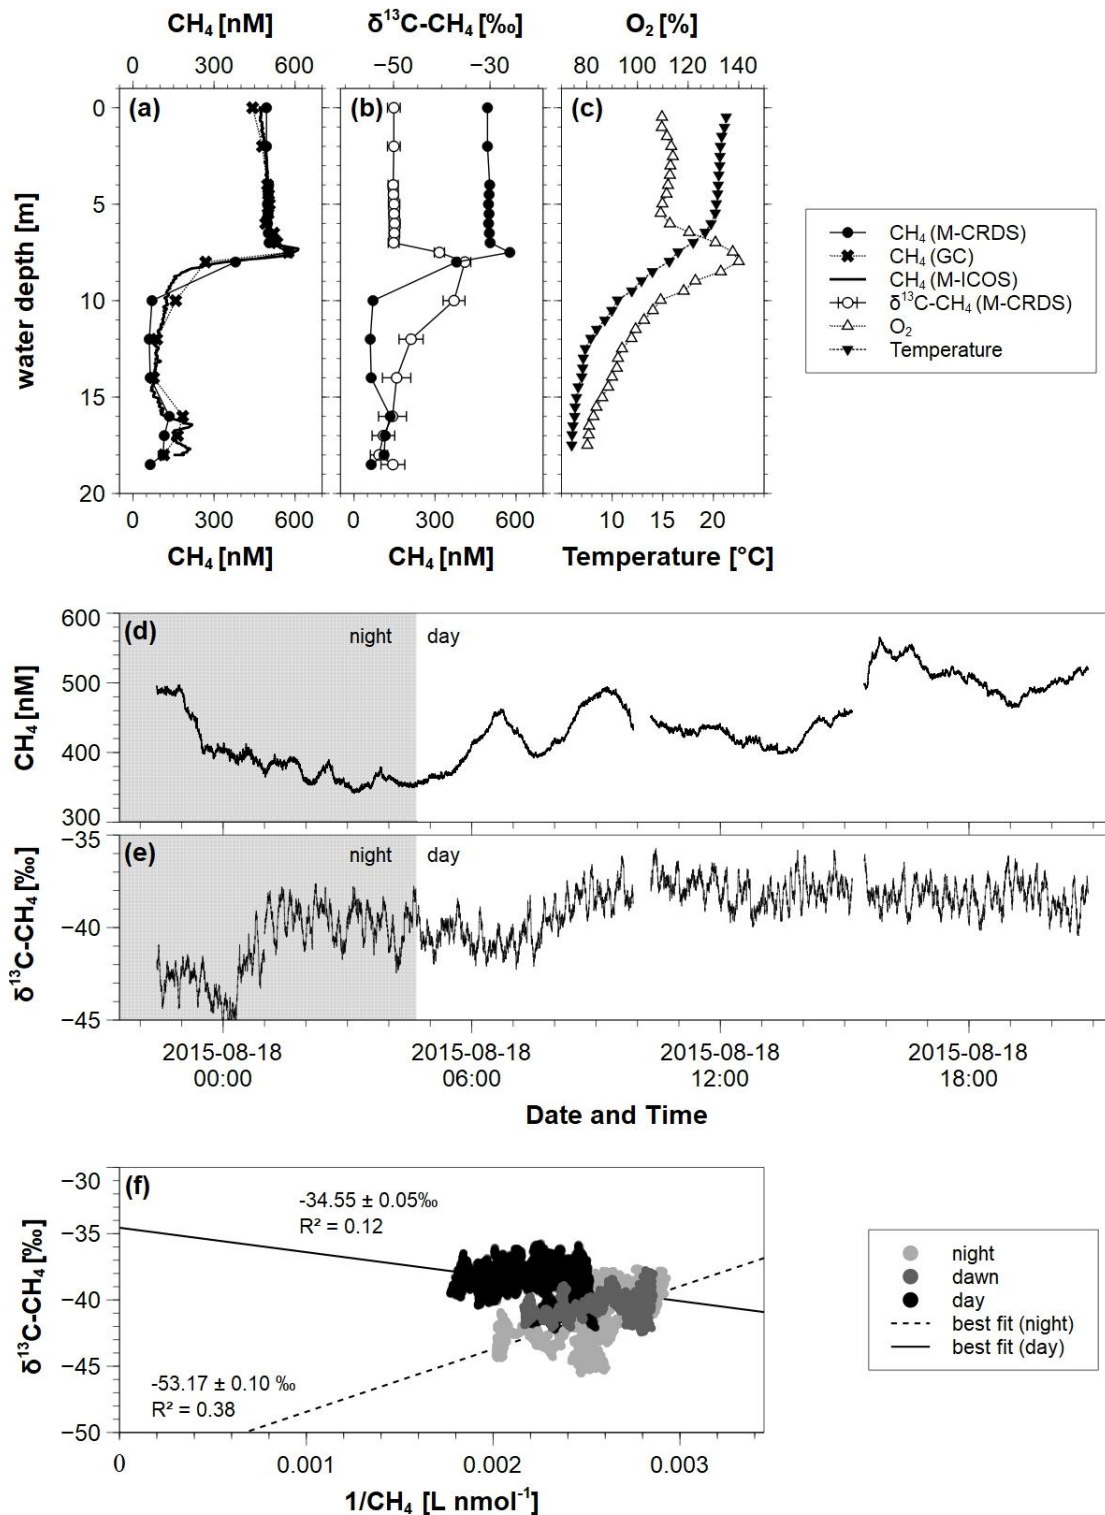 CH₄ [nM] δ¹³C-CH₄ [‰] O₂ [%]
0 300 600 −50 −30 80 100 120 140
(a) (b) (c)
0
5
10
15
20
water depth [m]
0 300 600 0 300 600 10 15 20
CH₄ [nM] CH₄ [nM] Temperature [°C]
CH₄ (M-CRDS)
CH₄ (GC)
CH₄ (M-ICOS)
δ¹³C-CH₄ (M-CRDS)
O₂
Temperature
(d) night day
600
500
400
300
CH₄ [nM]
(e) night day
−35
−40
−45
δ¹³C-CH₄ [‰]
2015-08-18 2015-08-18 2015-08-18 2015-08-18
00:00 06:00 12:00 18:00
Date and Time
(f)
−30
−35
−40
−45
−50
δ¹³C-CH₄ [‰]
-34.55 ± 0.05‰
R² = 0.12
-53.17 ± 0.10 ‰
R² = 0.38
0 0.001 0.002 0.003
1/CH₄ [L nmol⁻¹]
night
dawn
day
best fit (night)
best fit (day)